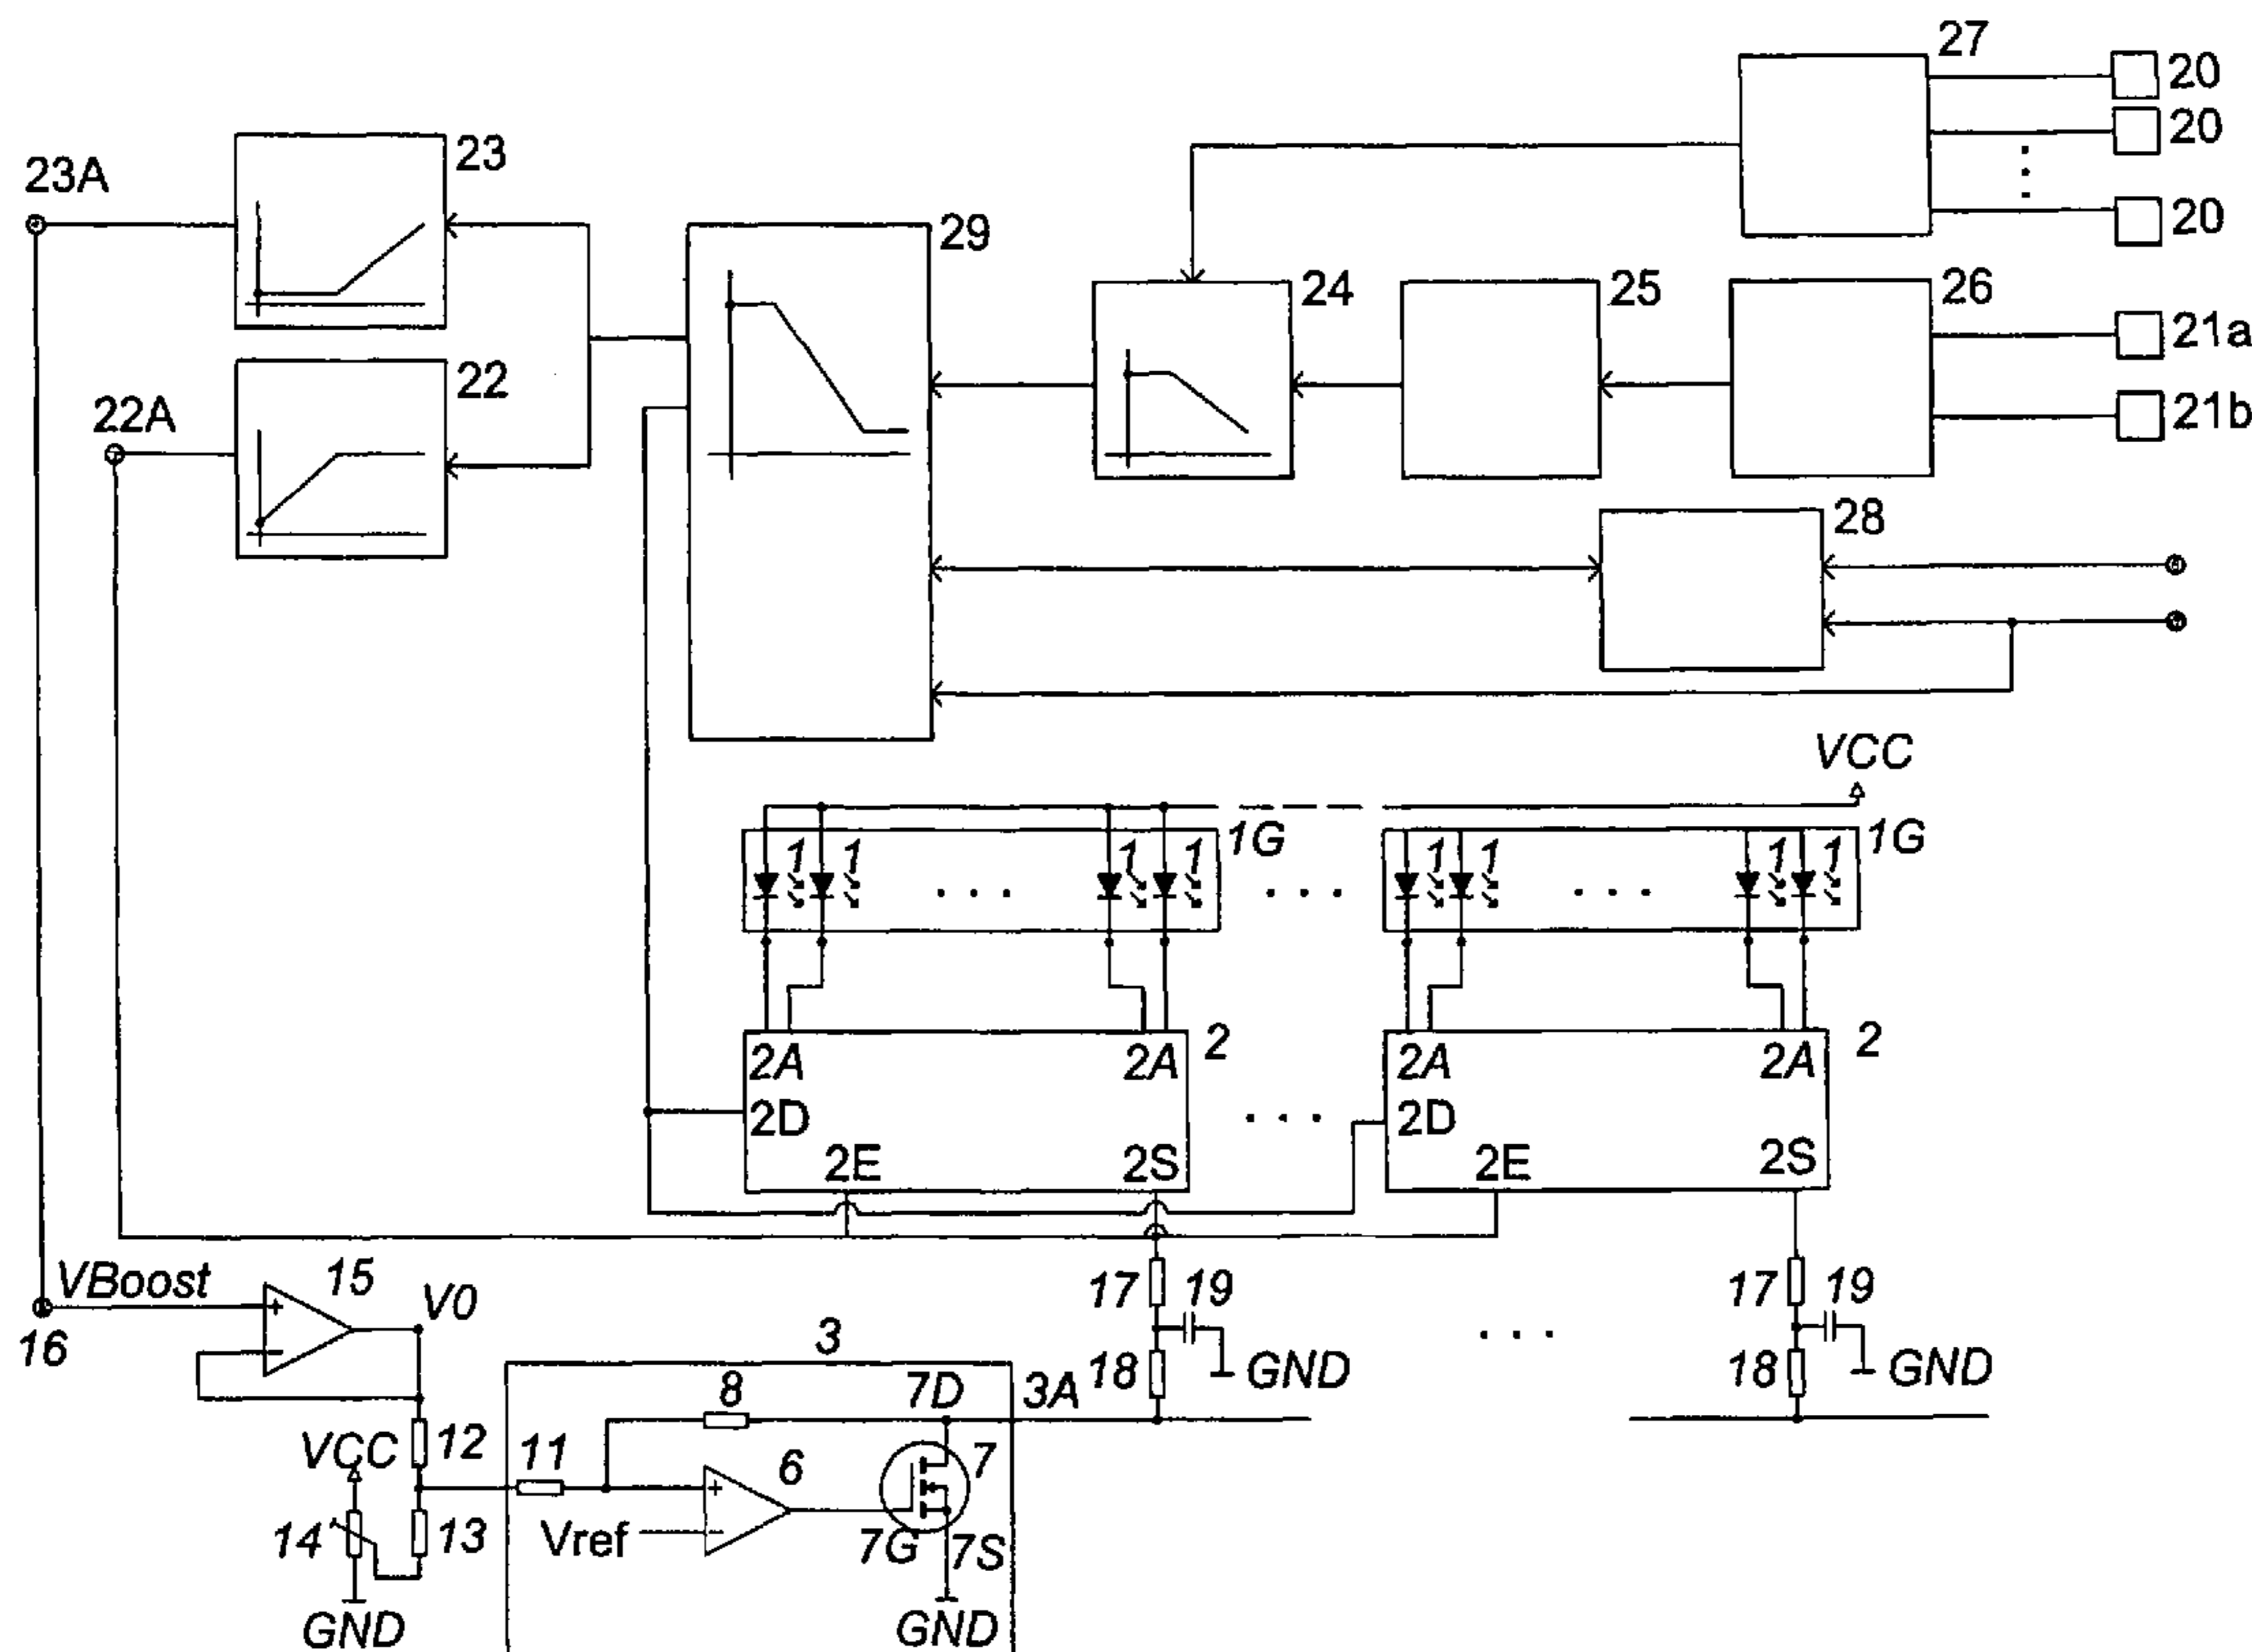 27
20
20
20
23A
23
29
24
25
26
21a
21b
22A
22
28
VCC
1 1 1 1 1G 1 1 1 1 1G
2A 2A 2 2A 2A 2
2D 2D
2E 2S 2E 2S
VBoost 15 V0
16
17 19 17 19
3
18 GND 18 GND
8 7D 3A
VCC 12 11 6 7
14 13 Vref 7G 7S
GND GND